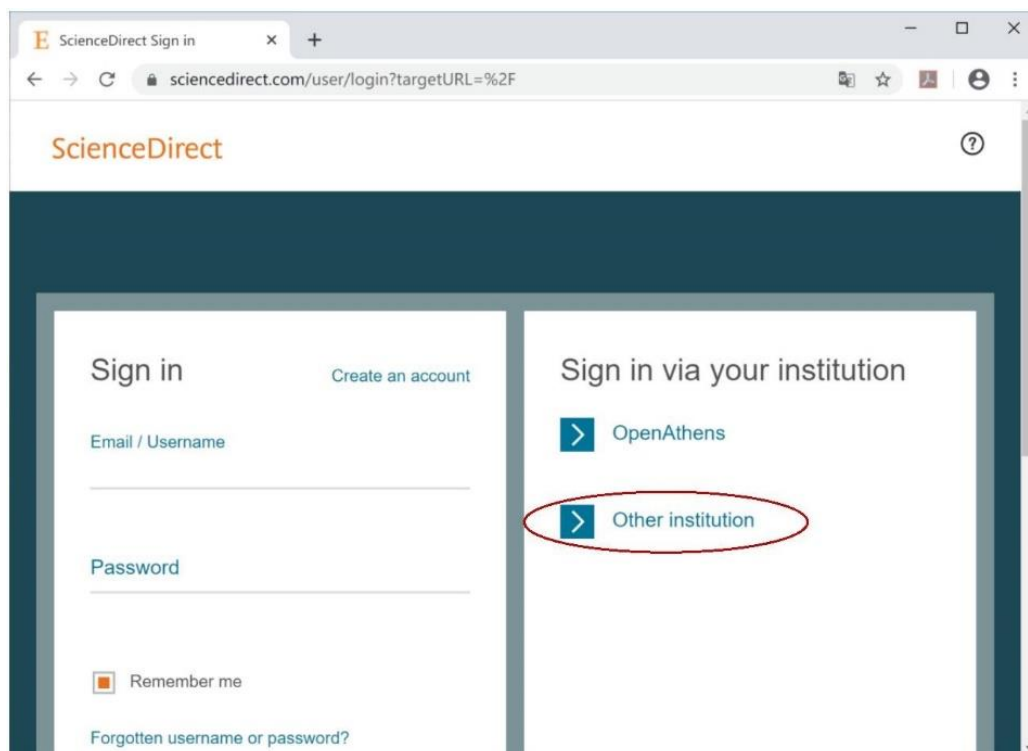 E ScienceDirect Sign in
sciencedirect.com/user/login?targetURL=%2F
ScienceDirect
Sign in
Create an account
Email / Username
Password
Remember me
Forgotten username or password?
Sign in via your institution
OpenAthens
Other institution